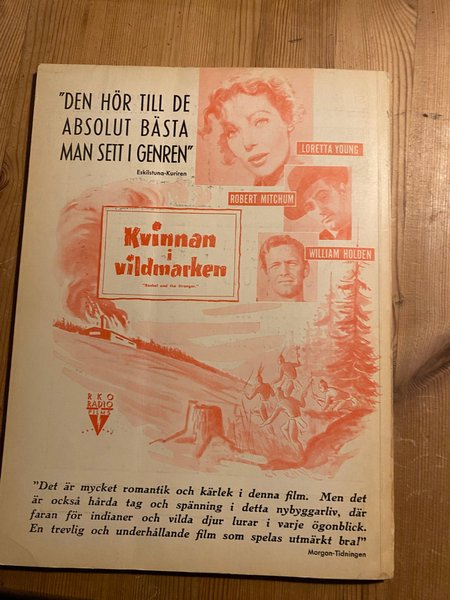 "DEN HÖR TILL DE
ABSOLUT BÄSTA
MAN SETT I GENREN"
Eskilstuna-Kuriren
LORETTA YOUNG
ROBERT MITCHUM
WILLIAM HOLDEN
Kvinnan
i
vildmarken
"Rachel and the Stranger"
RKO
RADIO
FILMS
"Det är mycket romantik och kärlek i denna film. Men det
är också hårda tag och spänning i detta nybyggarliv, där
faran för indianer och vilda djur lurar i varje ögonblick.
En trevlig och underhållande film som spelas utmärkt bra!"
Morgon-Tidningen